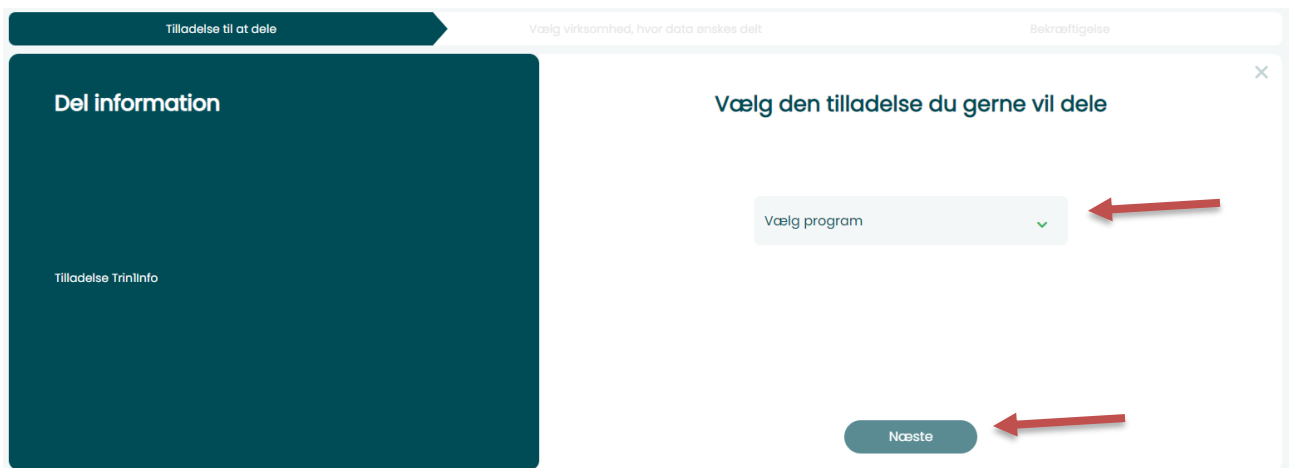 Tilladelse til at dele
Vælg virksomhed, hvor data ønskes delt
Bekræftigelse
Del information
Vælg den tilladelse du gerne vil dele
Vælg program
Tilladelse Trin1Info
Næste